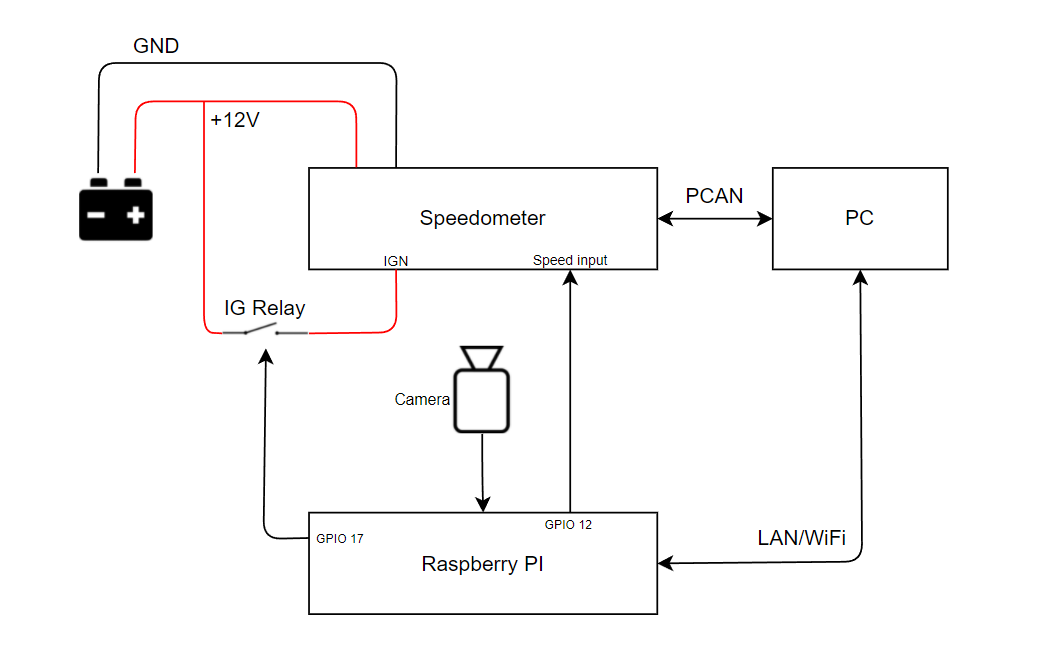 GND
+12V
Speedometer
IGN
Speed input
PCAN
PC
IG Relay
Camera
GPIO 17
GPIO 12
Raspberry PI
LAN/WiFi